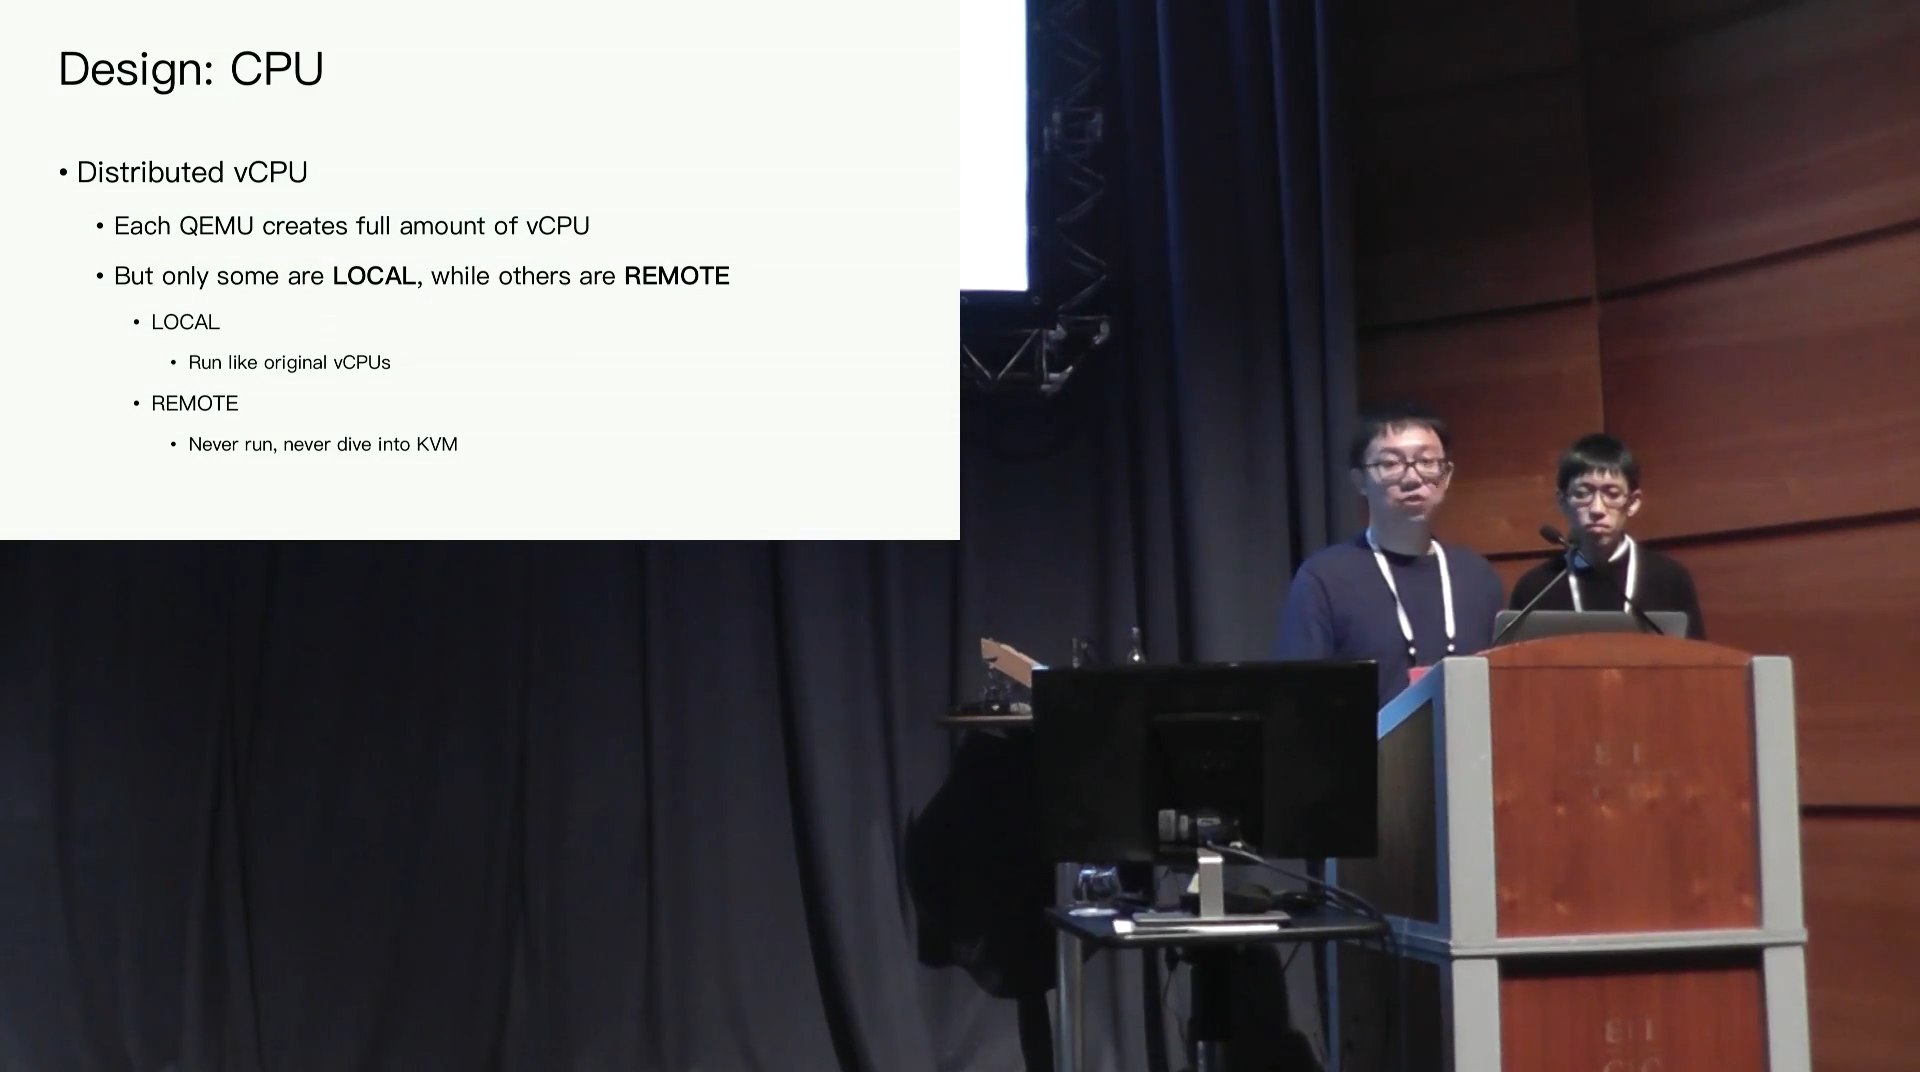 Design: CPU
• Distributed vCPU
• Each QEMU creates full amount of vCPU
• But only some are LOCAL, while others are REMOTE
• LOCAL
• Run like original vCPUs
• REMOTE
• Never run, never dive into KVM